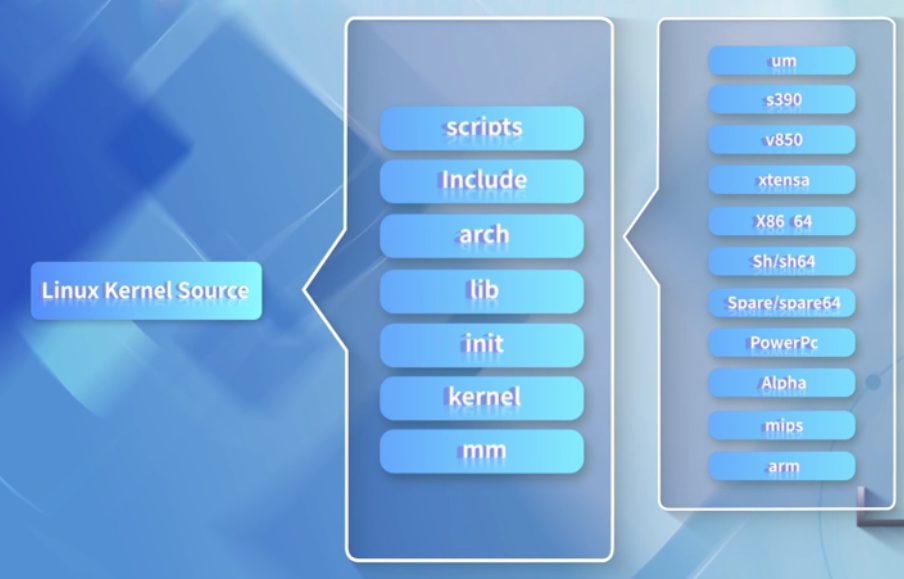 Linux Kernel Source
scripts
Include
arch
lib
init
kernel
mm
um
s390
v850
xtensa
X86_64
Sh/sh64
Spare/spare64
PowerPc
Alpha
mips
arm